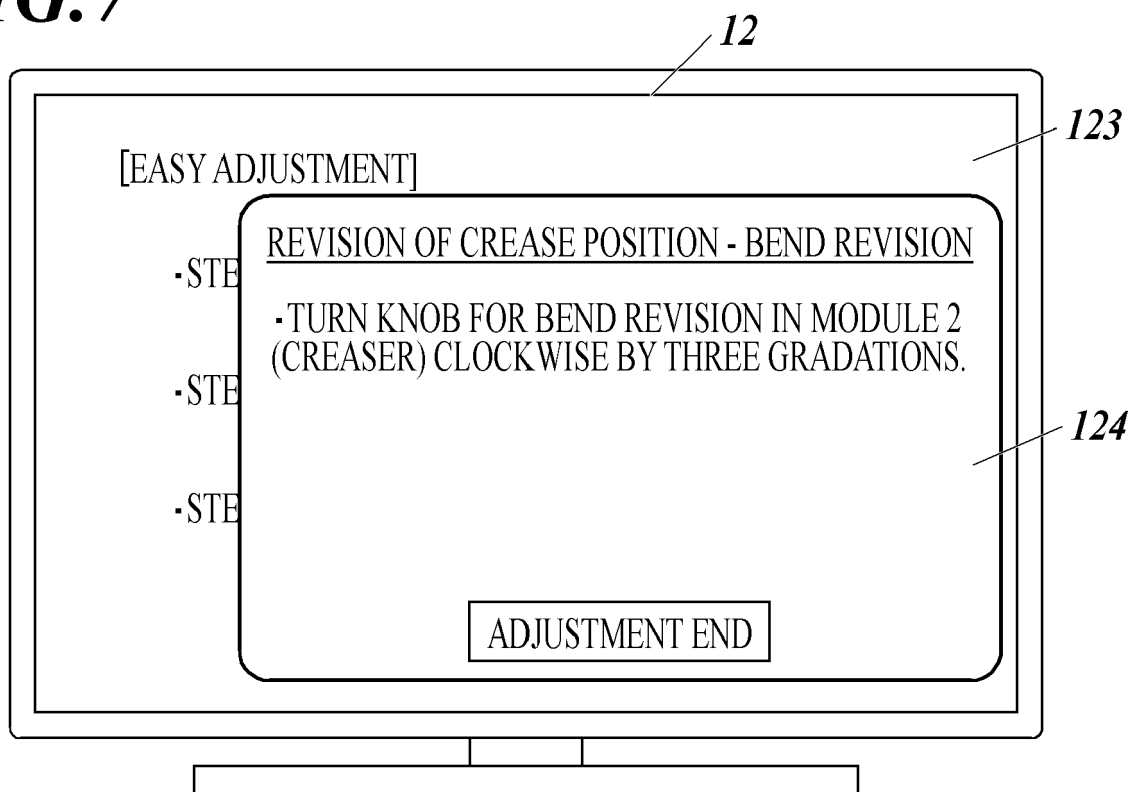 FIG. 7
12
123
[EASY ADJUSTMENT]
REVISION OF CREASE POSITION - BEND REVISION
-STE
-TURN KNOB FOR BEND REVISION IN MODULE 2
(CREASER) CLOCKWISE BY THREE GRADATIONS.
-STE
124
-STE
ADJUSTMENT END